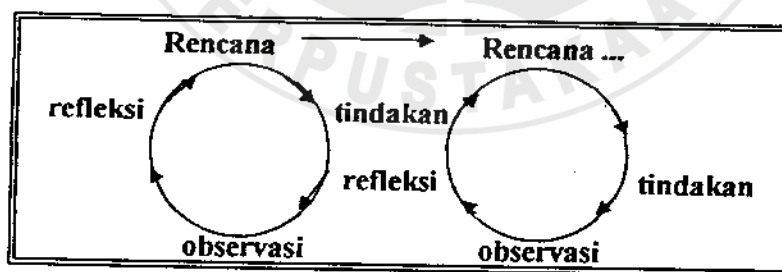 Rencana
Rencana ...
refleksi
tindakan
observasi
refleksi
tindakan
observasi